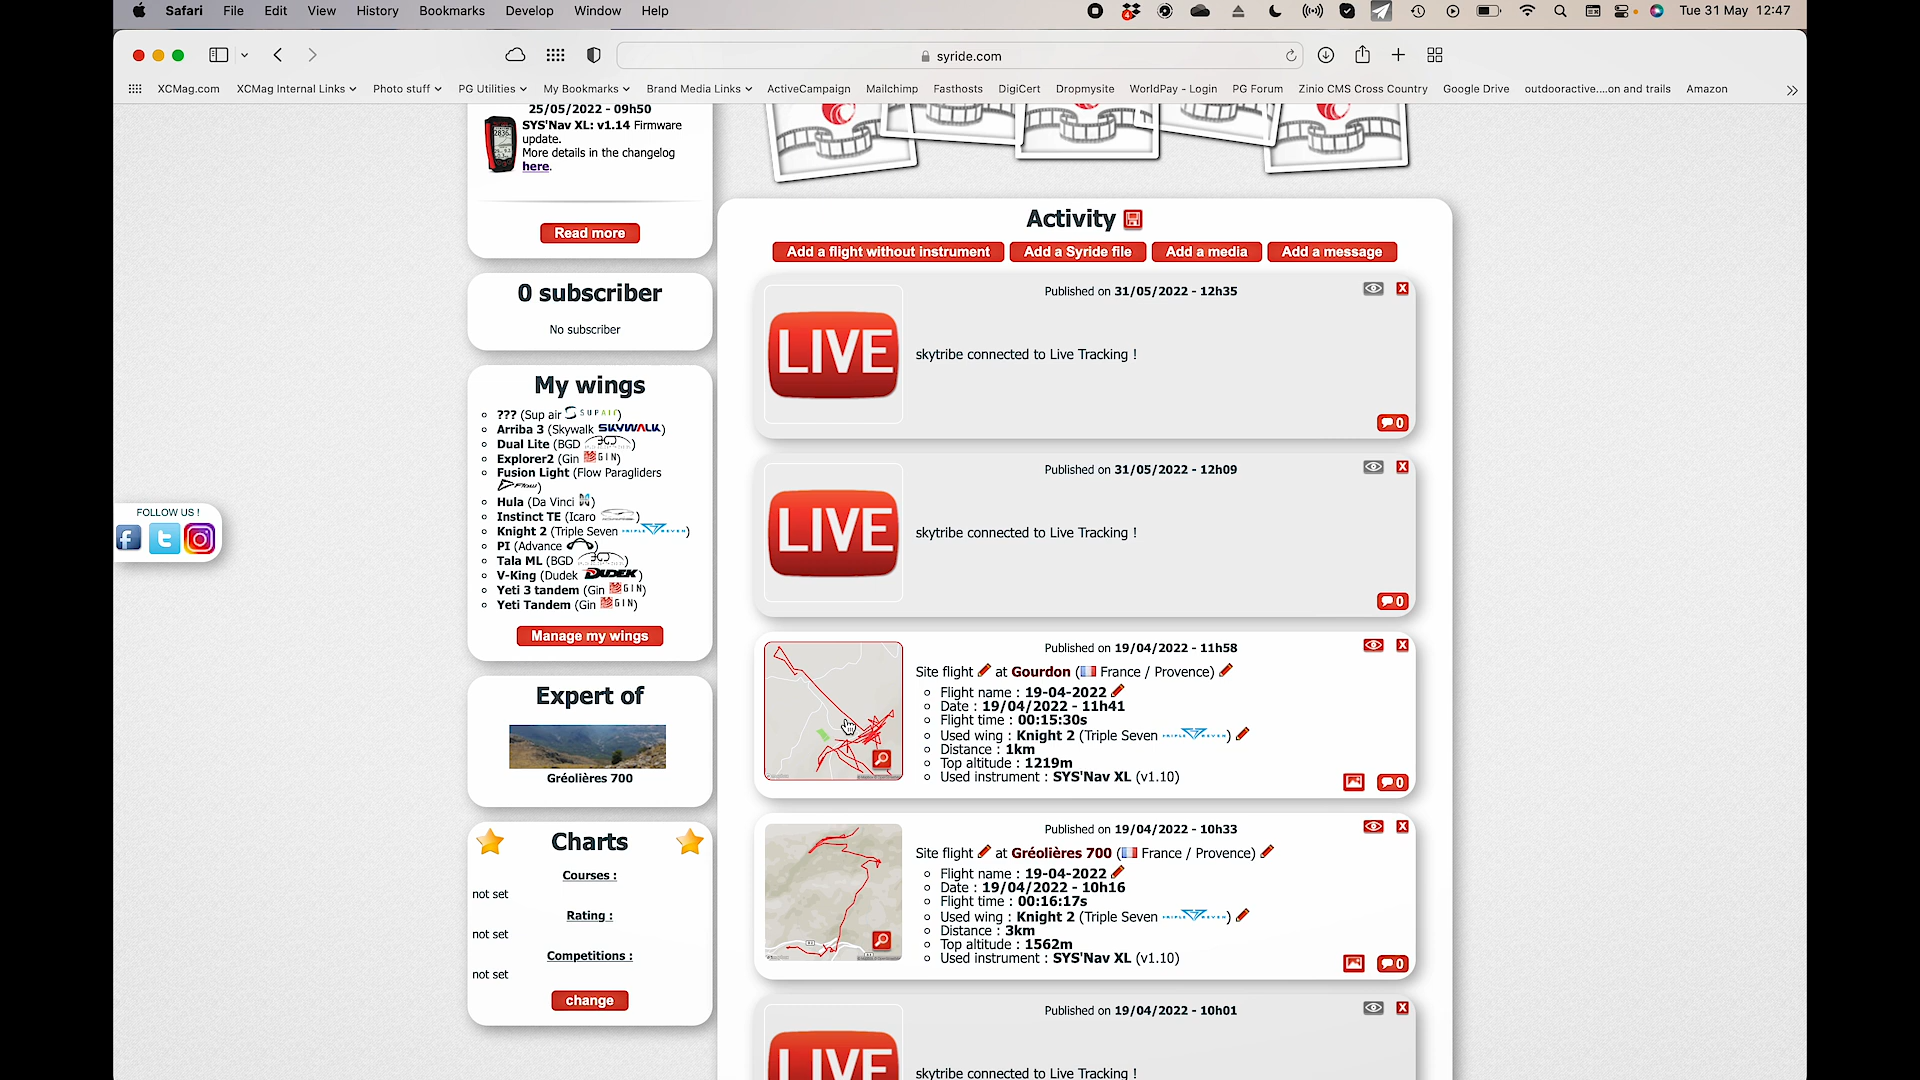 Safari File Edit View History Bookmarks Develop Window Help
4
Tue 31 May 12:47
syride.com
XCMag.com XCMag Internal Links Photo stuff PG Utilities My Bookmarks Brand Media Links ActiveCampaign Mailchimp Fasthosts DigiCert Dropmysite WorldPay - Login PG Forum Zinio CMS Cross Country Google Drive outdooractive....on and trails Amazon
25/05/2022 - 09h50
SYS'Nav XL: v1.14 Firmware
update.
More details in the changelog
here.
Read more
0 subscriber
No subscriber
My wings
??? (Sup air SUPAIR)
Arriba 3 (Skywalk SKYWALK)
Dual Lite (BGD)
Explorer2 (Gin GIN)
Fusion Light (Flow Paragliders
FLOW)
Hula (Da Vinci)
Instinct TE (Icaro)
Knight 2 (Triple Seven TRIPLE SEVEN)
PI (Advance)
Tala ML (BGD)
V-King (Dudek DUDEK)
Yeti 3 tandem (Gin GIN)
Yeti Tandem (Gin GIN)
Manage my wings
Expert of
Gréolières 700
Charts
Courses :
not set
Rating :
not set
Competitions :
not set
change
FOLLOW US !
Activity
Add a flight without instrument Add a Syride file Add a media Add a message
Published on 31/05/2022 - 12h35
LIVE
skytribe connected to Live Tracking !
0
Published on 31/05/2022 - 12h09
LIVE
skytribe connected to Live Tracking !
0
Published on 19/04/2022 - 11h58
Site flight at Gourdon (France / Provence)
Flight name : 19-04-2022
Date : 19/04/2022 - 11h41
Flight time : 00:15:30s
Used wing : Knight 2 (Triple Seven)
Distance : 1km
Top altitude : 1219m
Used instrument : SYS'Nav XL (v1.10)
0
Published on 19/04/2022 - 10h33
Site flight at Gréolières 700 (France / Provence)
Flight name : 19-04-2022
Date : 19/04/2022 - 10h16
Flight time : 00:16:17s
Used wing : Knight 2 (Triple Seven)
Distance : 3km
Top altitude : 1562m
Used instrument : SYS'Nav XL (v1.10)
0
Published on 19/04/2022 - 10h01
LIVE
skytribe connected to Live Tracking !